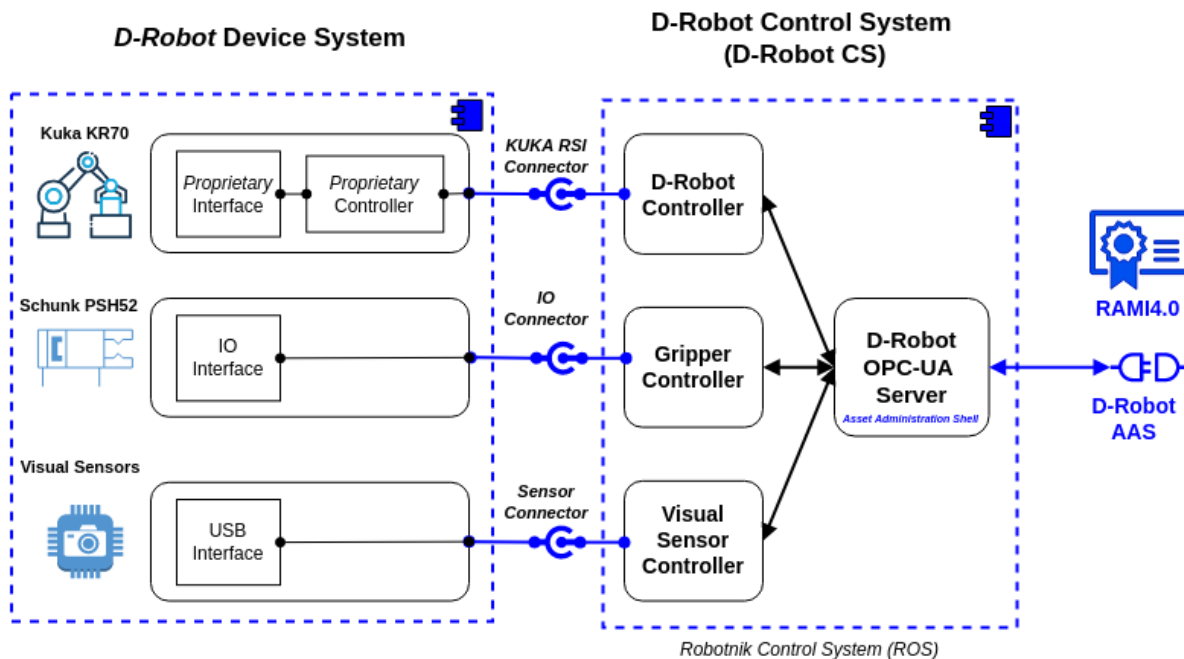 D-Robot Device System
D-Robot Control System
(D-Robot CS)
Kuka KR70
Proprietary
Interface
Proprietary
Controller
KUKA RSI
Connector
D-Robot
Controller
Schunk PSH52
IO
Interface
IO
Connector
Gripper
Controller
D-Robot
OPC-UA
Server
Asset Administration Shell
RAMI4.0
D-Robot
AAS
Visual Sensors
USB
Interface
Sensor
Connector
Visual
Sensor
Controller
Robotnik Control System (ROS)